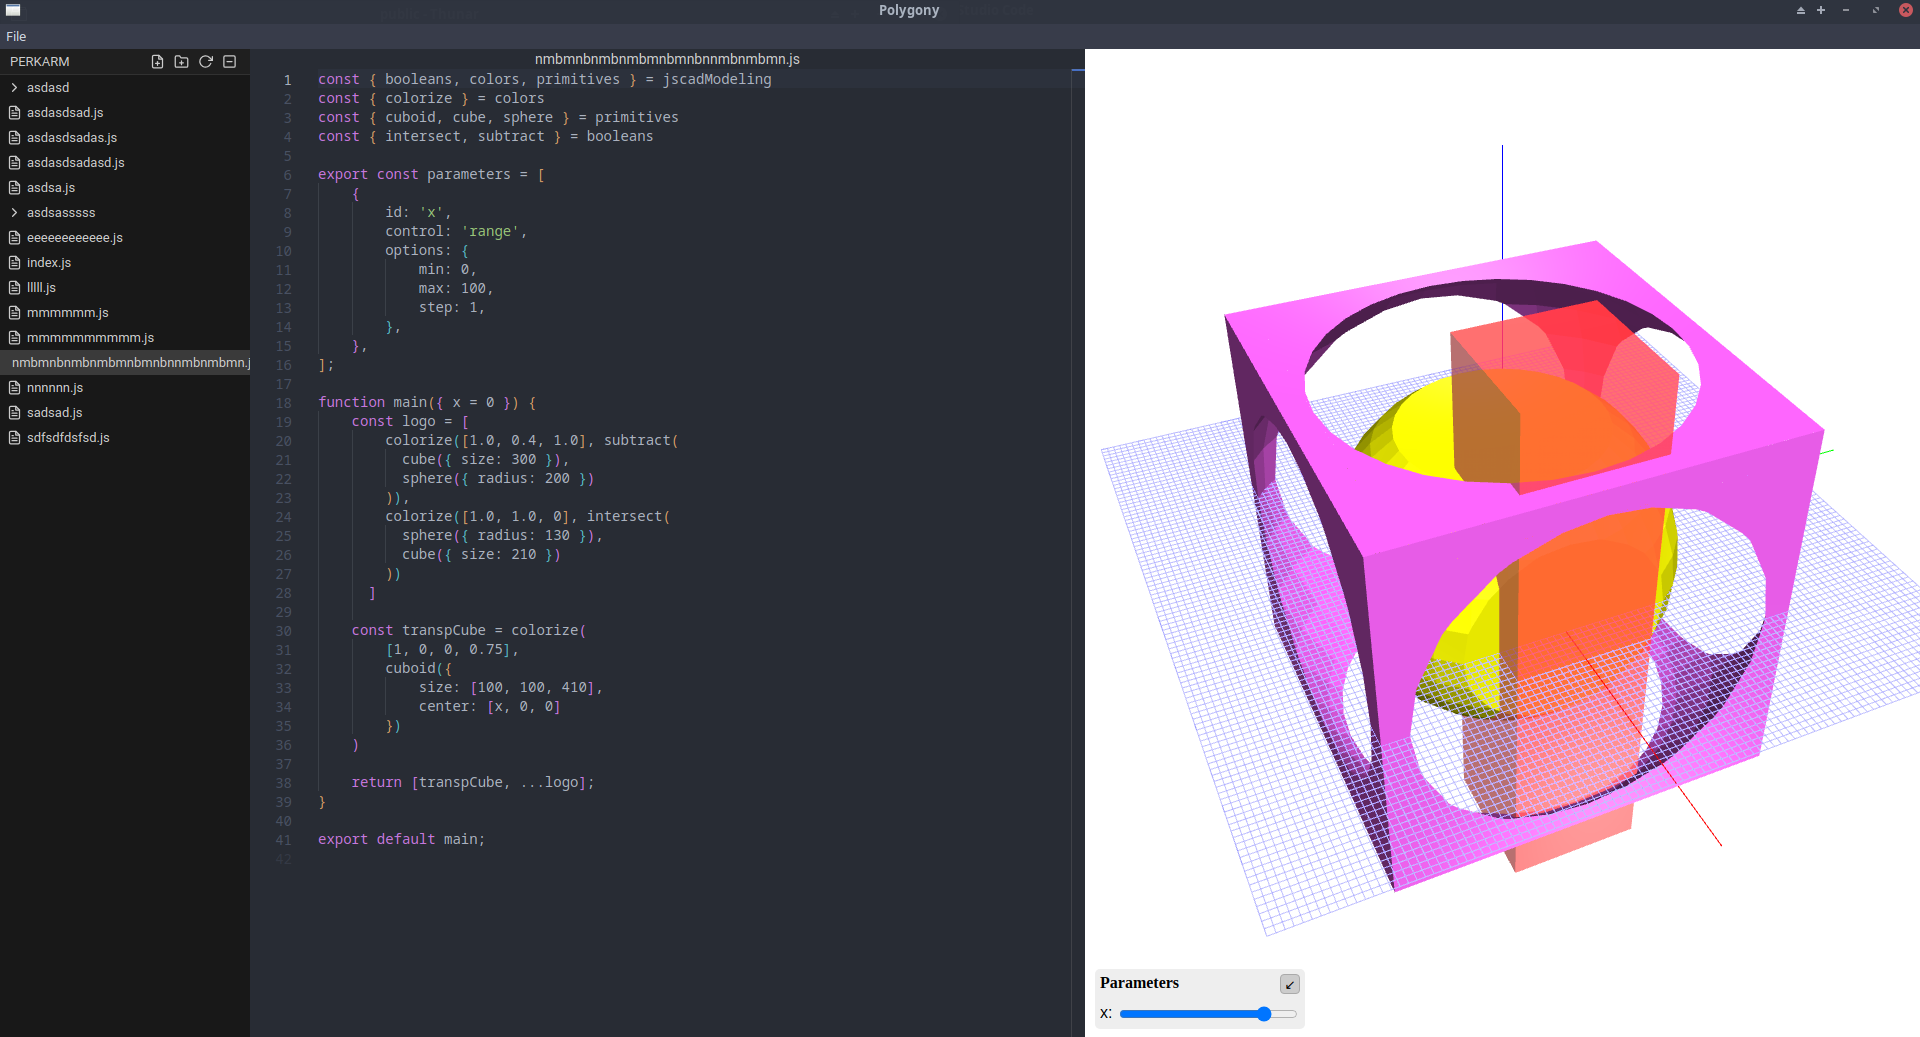 Polygony
File
PERKARM
asdasd
asdasdsad.js
asdasdsadas.js
asdasdsadasd.js
asdsa.js
asdsasssss
eeeeeeeeeeee.js
index.js
lllll.js
mmmmmm.js
mmmmmmmmmm.js
nmbmnbnmbnmbmnbmnbnnmbnmbmn.j
nnnnnn.js
sadsad.js
sdfsdfdsfsd.js
nmbmnbnmbnmbmnbmnbnnmbnmbmn.js
1 const { booleans, colors, primitives } = jscadModeling
2 const { colorize } = colors
3 const { cuboid, cube, sphere } = primitives
4 const { intersect, subtract } = booleans
5
6 export const parameters = [
7 {
8 id: 'x',
9 control: 'range',
10 options: {
11 min: 0,
12 max: 100,
13 step: 1,
14 },
15 },
16 ];
17
18 function main({ x = 0 }) {
19 const logo = [
20 colorize([1.0, 0.4, 1.0], subtract(
21 cube({ size: 300 }),
22 sphere({ radius: 200 })
23 )),
24 colorize([1.0, 1.0, 0], intersect(
25 sphere({ radius: 130 }),
26 cube({ size: 210 })
27 ))
28 ]
29
30 const transpCube = colorize(
31 [1, 0, 0, 0.75],
32 cuboid({
33 size: [100, 100, 410],
34 center: [x, 0, 0]
35 })
36 )
37
38 return [transpCube, ...logo];
39 }
40
41 export default main;
42
Parameters
x: